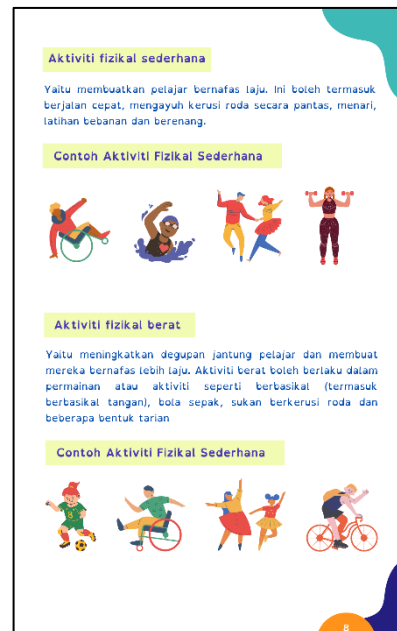 Aktiviti fizikal sederhana
Yaitu membuatkan pelajar bernafas laju. Ini boleh termasuk
berjalan cepat, mengayuh kerusi roda secara pantas, menari,
latihan bebanan dan berenang.
Contoh Aktiviti Fizikal Sederhana
Aktiviti fizikal berat
Yaitu meningkatkan degupan jantung pelajar dan membuat
mereka bernafas lebih laju. Aktiviti berat boleh berlaku dalam
permainan atau aktiviti seperti berbasikal (termasuk
berbasikal tangan), bola sepak, sukan berkerusi roda dan
beberapa bentuk tarian
Contoh Aktiviti Fizikal Sederhana
8